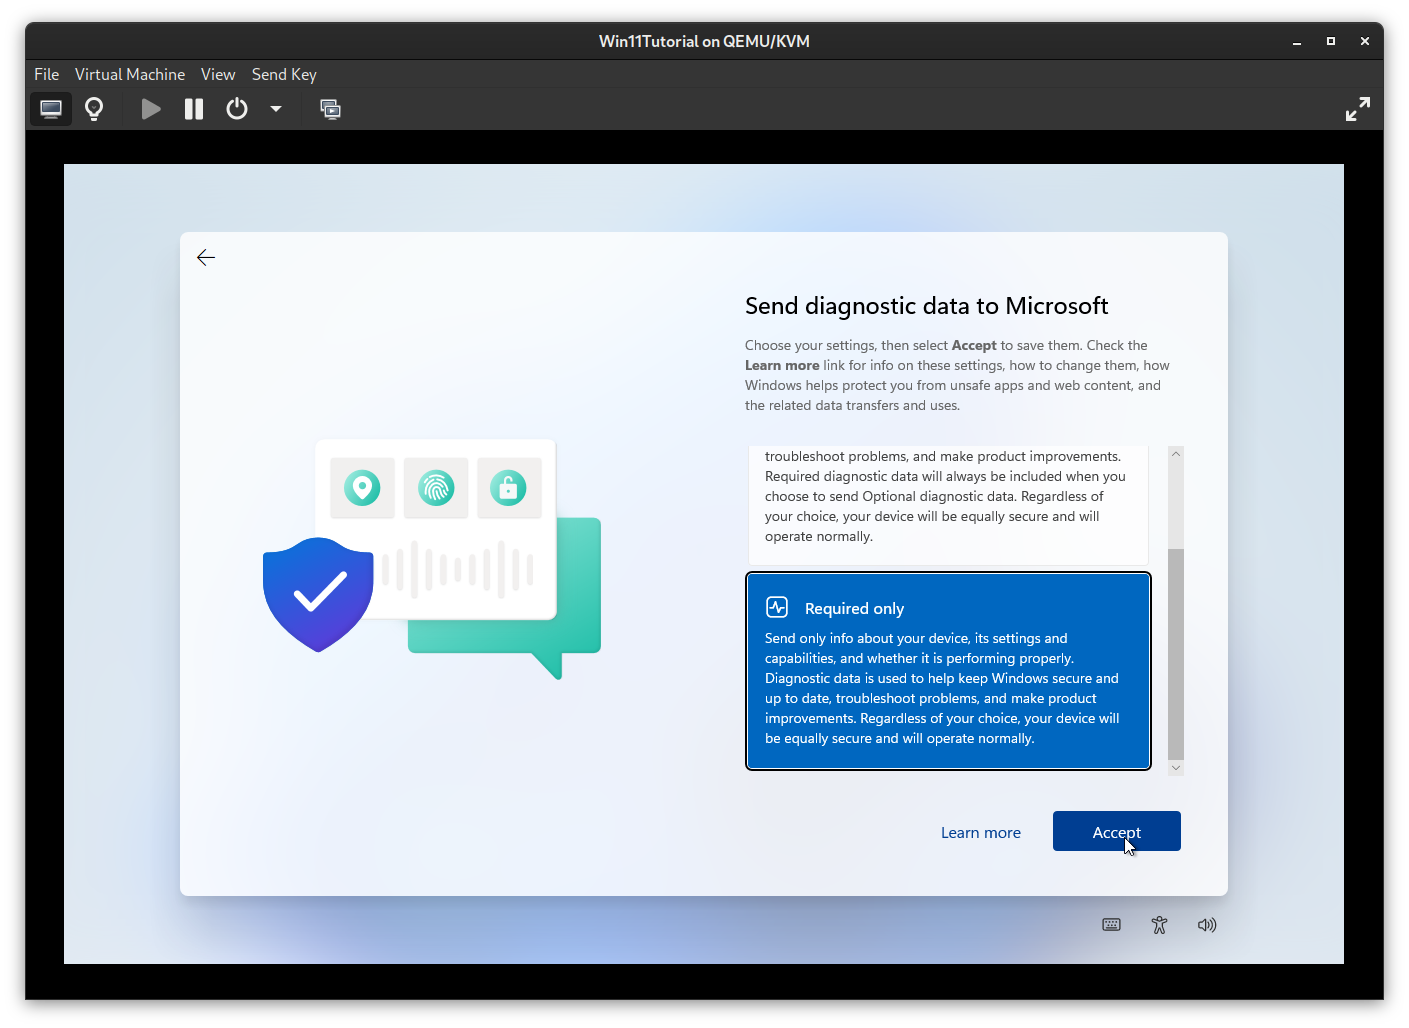 Win11Tutorial on QEMU/KVM
File Virtual Machine View Send Key
Send diagnostic data to Microsoft
Choose your settings, then select Accept to save them. Check the
Learn more link for info on these settings, how to change them, how
Windows helps protect you from unsafe apps and web content, and
the related data transfers and uses.
troubleshoot problems, and make product improvements.
Required diagnostic data will always be included when you
choose to send Optional diagnostic data. Regardless of
your choice, your device will be equally secure and will
operate normally.
Required only
Send only info about your device, its settings and
capabilities, and whether it is performing properly.
Diagnostic data is used to help keep Windows secure and
up to date, troubleshoot problems, and make product
improvements. Regardless of your choice, your device will
be equally secure and will operate normally.
Learn more Accept